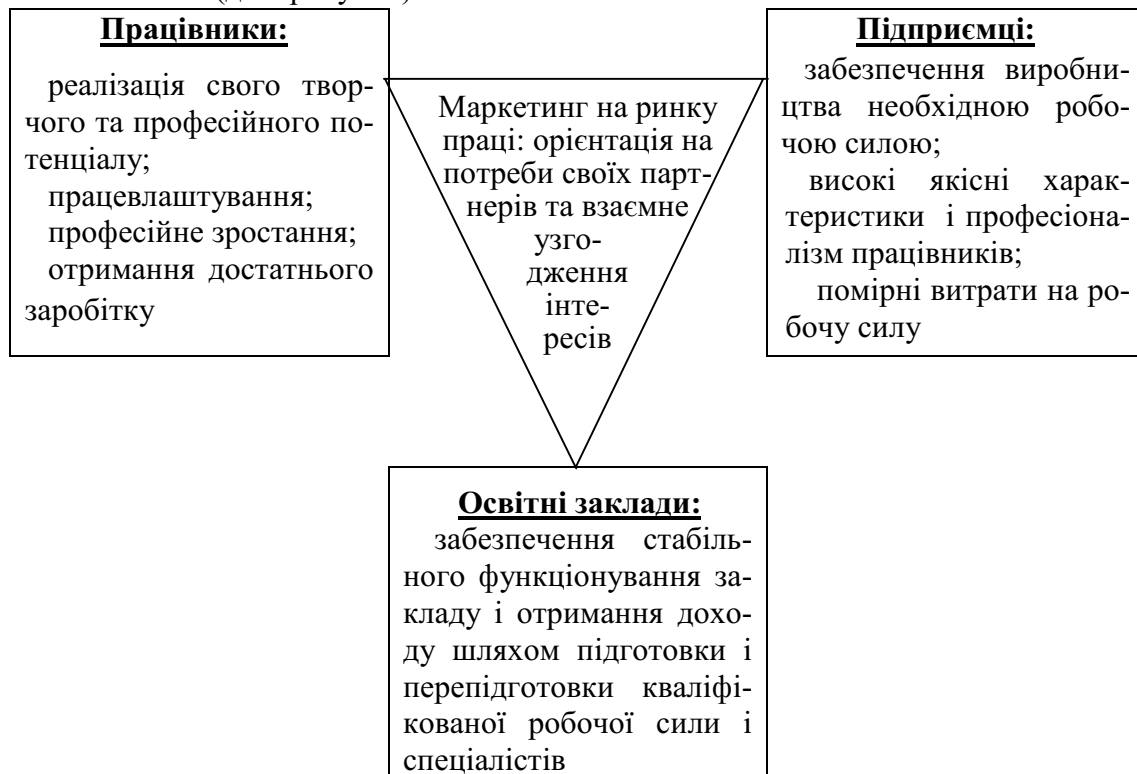 Працівники:
реалізація свого твор-
чого та професійного по-
тенціалу;
працевлаштування;
професійне зростання;
отримання достатнього
заробітку
Маркетинг на ринку
праці: орієнтація на
потреби своїх парт-
нерів та взаємне
узго-
дження
інте-
ресів
Підприємці:
забезпечення виробни-
цтва необхідною робо-
чою силою;
високі якісні харак-
теристики і професіона-
лізм працівників;
помірні витрати на ро-
бочу силу
Освітні заклади:
забезпечення стабіль-
ного функціонування за-
кладу і отримання дохо-
ду шляхом підготовки і
перепідготовки кваліфі-
кованої робочої сили і
спеціалістів